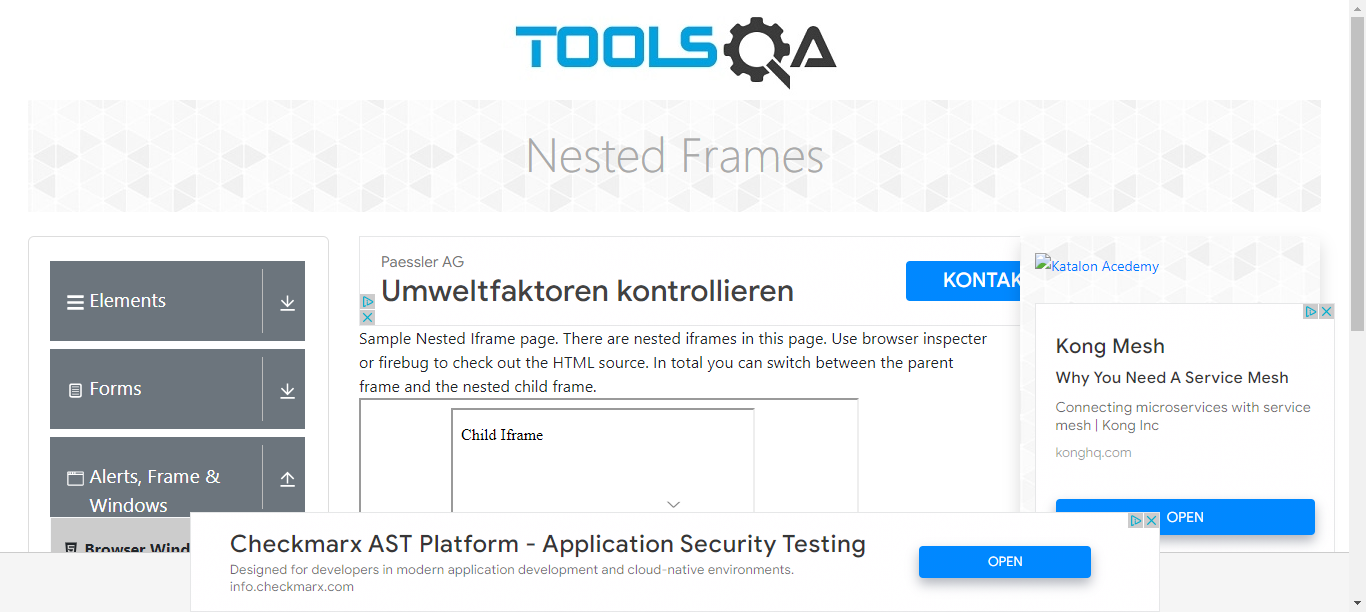 TOOLSQA
Nested Frames
Elements
Forms
Alerts, Frame &
Windows
Browser Wind
Paessler AG
Umweltfaktoren kontrollieren
KONTAK
Sample Nested Iframe page. There are nested iframes in this page. Use browser inspecter
or firebug to check out the HTML source. In total you can switch between the parent
frame and the nested child frame.
Child Iframe
Katalon Acedemy
Kong Mesh
Why You Need A Service Mesh
Connecting microservices with service
mesh | Kong Inc
konghq.com
OPEN
Checkmarx AST Platform - Application Security Testing
Designed for developers in modern application development and cloud-native environments.
info.checkmarx.com
OPEN